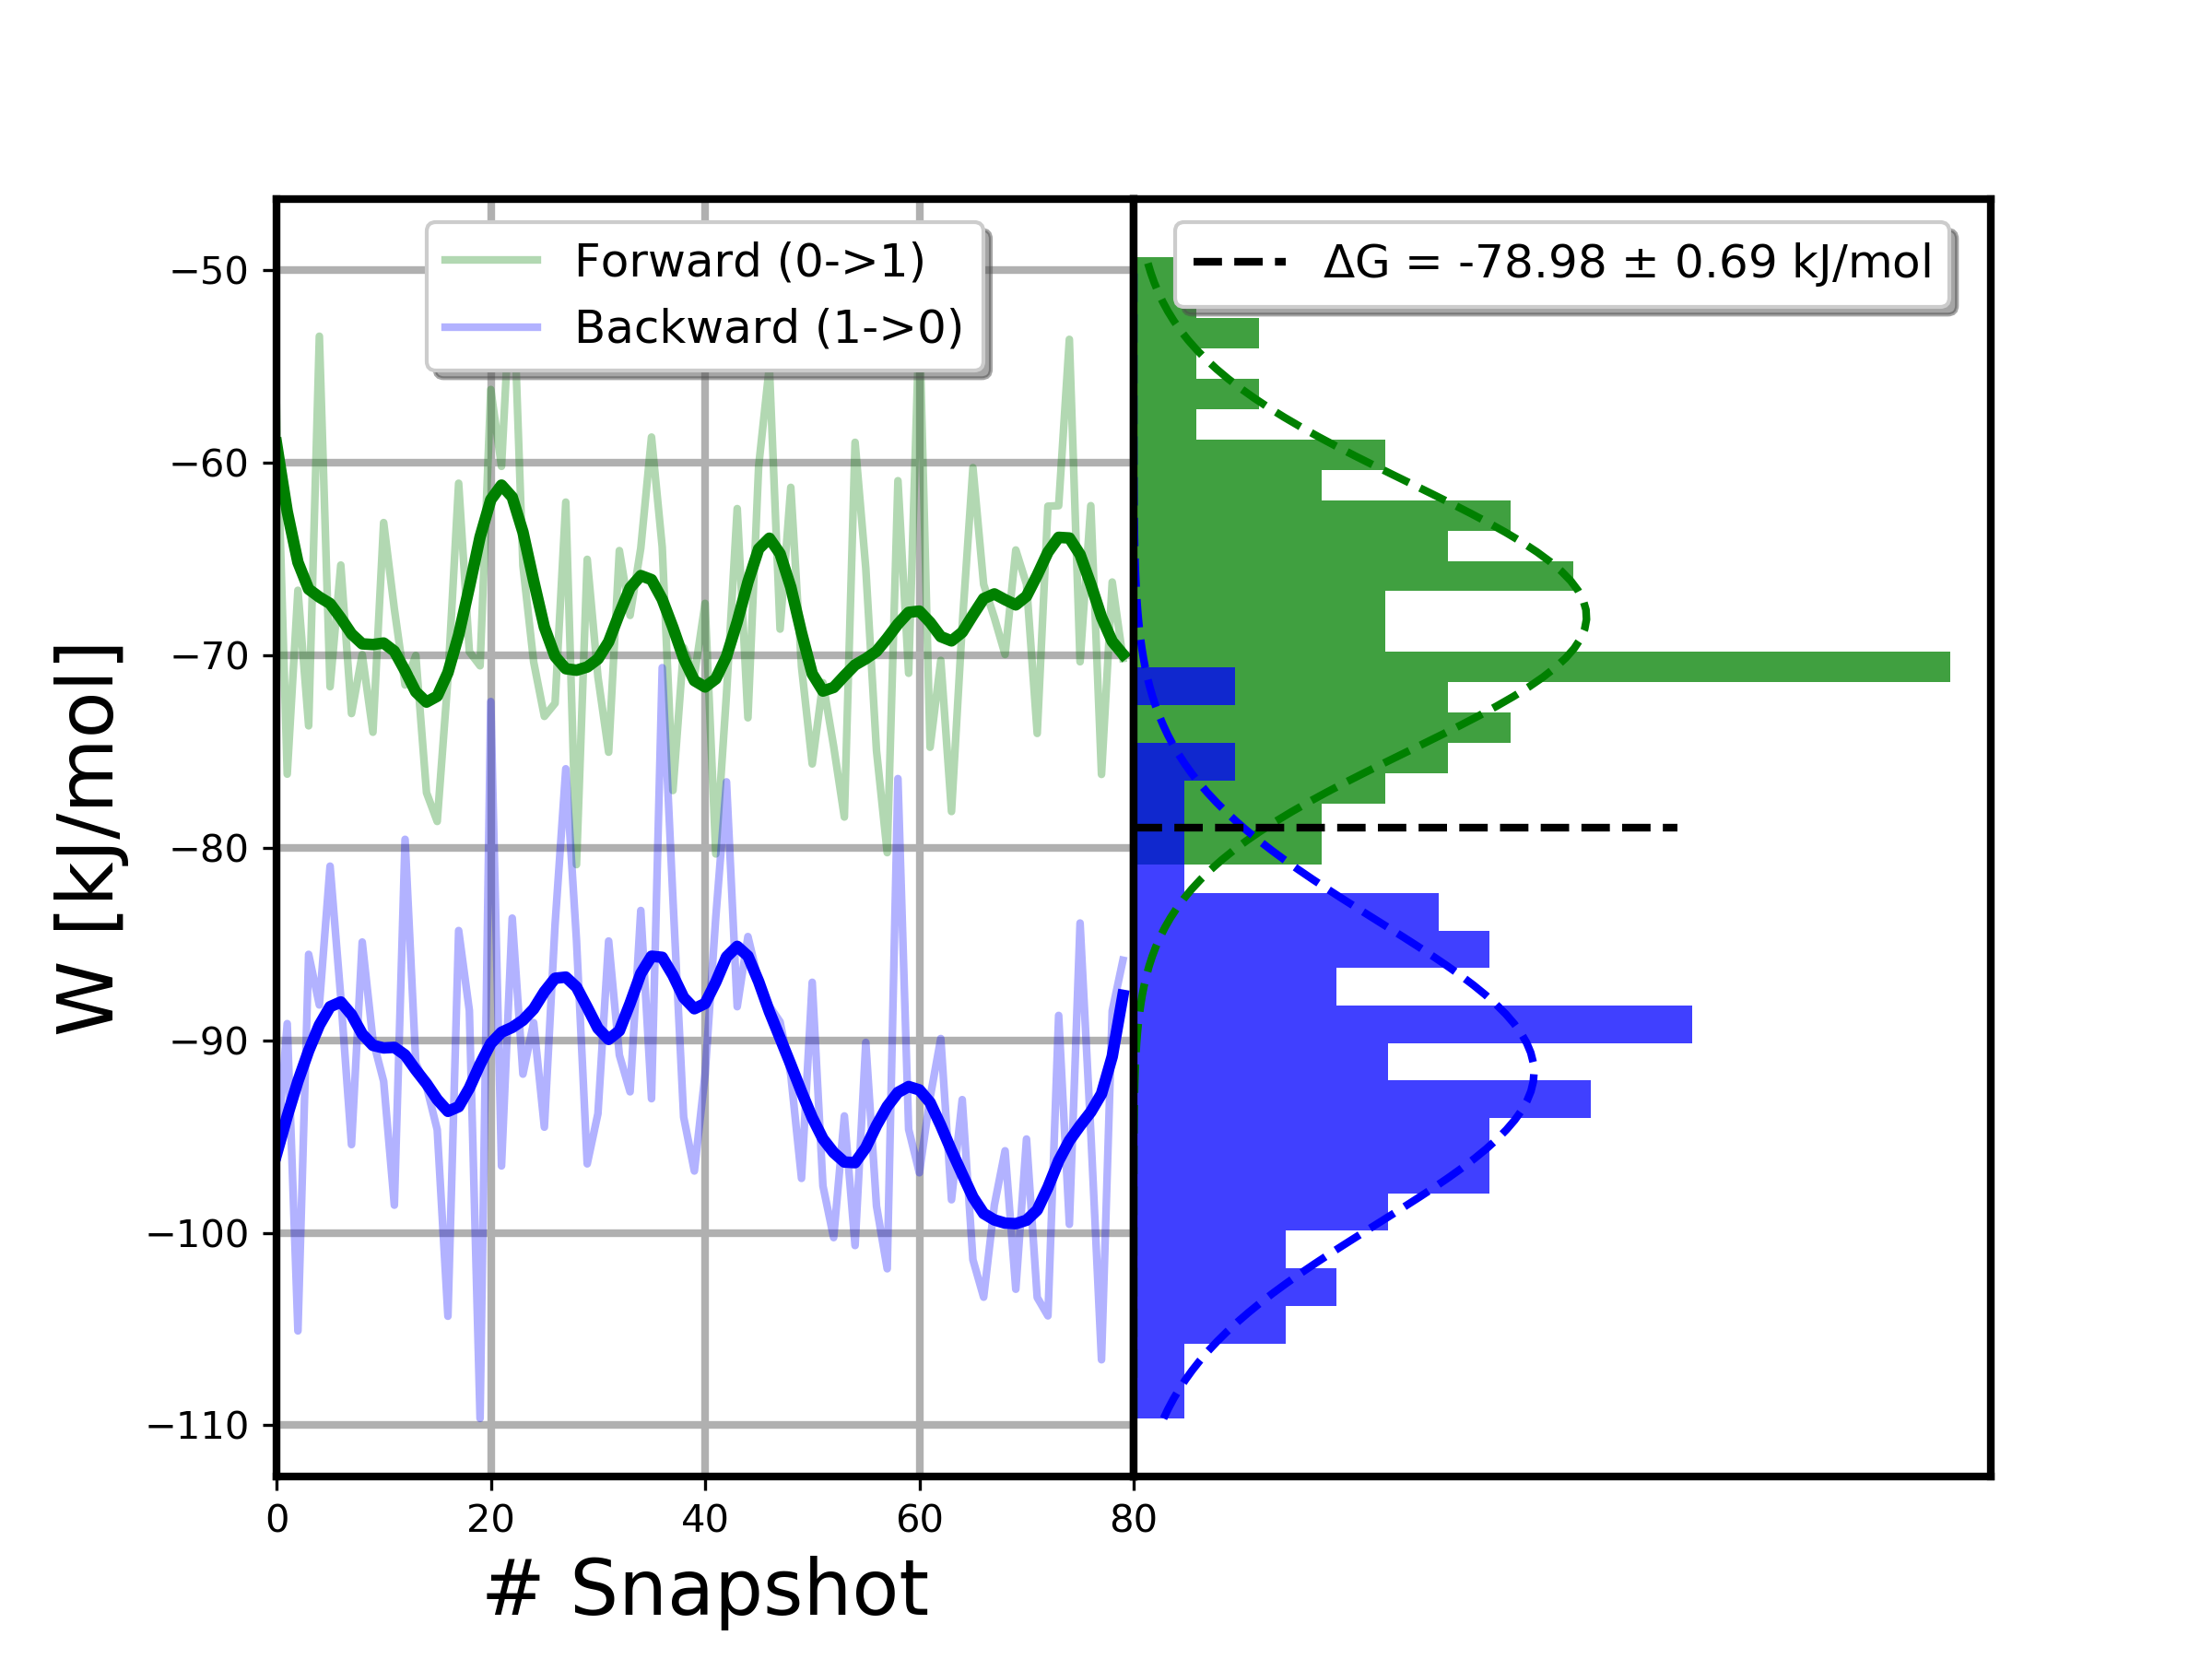 Forward (0->1)
Backward (1->0)
ΔG = -78.98 ± 0.69 kJ/mol
W [kJ/mol]
−50
−60
−70
−80
−90
−100
−110
0 20 40 60 80
# Snapshot